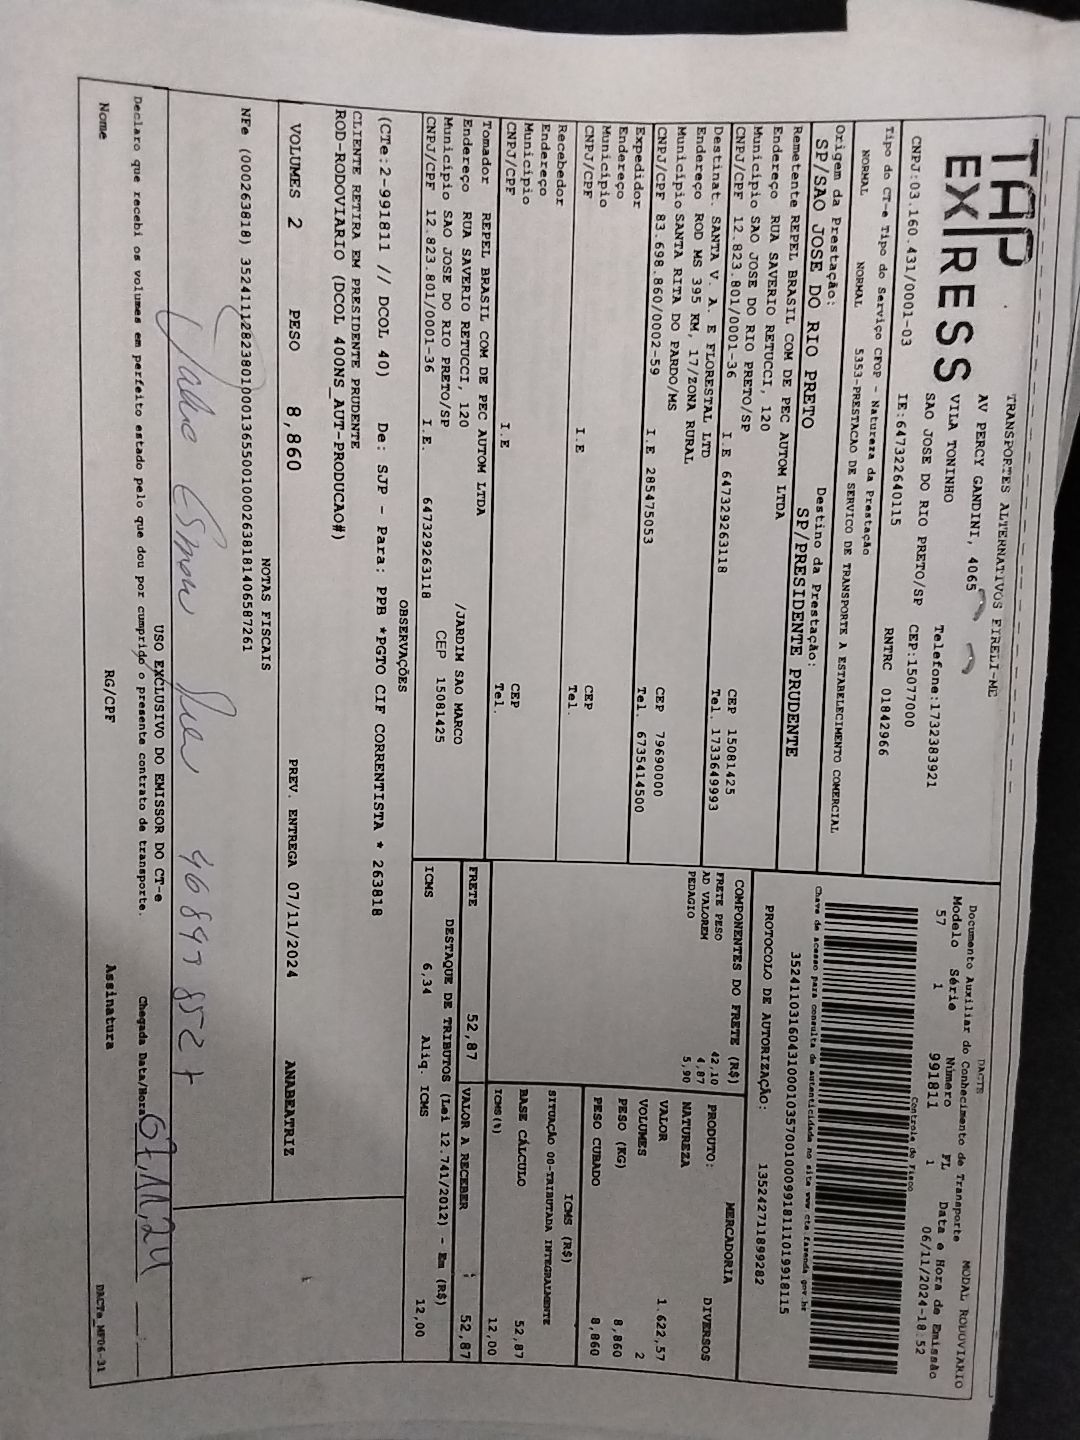 TAP
EXPRESS
TRANSPORTES ALTERNATIVOS EIRELI-ME
AV PERCY GANDINI, 4065
VILA TONINHO
SAO JOSE DO RIO PRETO/SP CEP:15077000
Telefone:1732383921
CNPJ:03.160.431/0001-03 IE:647322640115 RNTRC 01842966
Tipo do CT-e Tipo do Serviço CFOP - Natureza da Prestação
NORMAL NORMAL 5353-PRESTACAO DE SERVICO DE TRANSPORTE A ESTABELECIMENTO COMERCIAL
Origem da Prestação: Destino da Prestação:
SP/SAO JOSE DO RIO PRETO SP/PRESIDENTE PRUDENTE
Remetente REPEL BRASIL COM DE PEC AUTOM LTDA
Endereço RUA SAVERIO RETUCCI, 120
Município SAO JOSE DO RIO PRETO/SP CEP 15081425
CNPJ/CPF 12.823.801/0001-36 I.E 647329263118 Tel. 1733649993
Destinat. SANTA V. A. E FLORESTAL LTD
Endereço ROD MS 395 KM, 17/ZONA RURAL
Município SANTA RITA DO PARDO/MS CEP 79690000
CNPJ/CPF 83.698.860/0002-59 I.E 285475053 Tel. 6735414500
Expedidor
Endereço
Município CEP
CNPJ/CPF I.E Tel.
Recebedor
Endereço
Município CEP
CNPJ/CPF I.E Tel.
Tomador REPEL BRASIL COM DE PEC AUTOM LTDA
Endereço RUA SAVERIO RETUCCI, 120 /JARDIM SAO MARCO
Município SAO JOSE DO RIO PRETO/SP CEP 15081425
CNPJ/CPF 12.823.801/0001-36 I.E. 647329263118
DACTE MODAL RODOVIARIO
Documento Auxiliar do Conhecimento de Transporte
Modelo Série Número FL Data e Hora de Emissão
57 1 991811 1 06/11/2024-18:52
Controle do Fisco
Chave de acesso para consulta de autenticidade no site www.cte.fazenda.gov.br
35241103160431000103570010009918111019918115
PROTOCOLO DE AUTORIZAÇÃO: 135242711899282
COMPONENTES DO FRETE (R$)
FRETE PESO 42,10
AD VALOREM 4,87
PEDAGIO 5,90
MERCADORIA
PRODUTO: DIVERSOS
NATUREZA
VALOR 1.622,57
VOLUMES 2
PESO (KG) 8,860
PESO CUBADO 8,860
ICMS (R$)
SITUAÇÃO 00-TRIBUTADA INTEGRALMENTE
BASE CÁLCULO 52,87
ICMS(%) 12,00
FRETE 52,87 VALOR A RECEBER 52,87
DESTAQUE DE TRIBUTOS (Lei 12.741/2012) - Em (R$)
ICMS 6,34 Aliq. ICMS 12,00
OBSERVAÇÕES
(CTe:2-991811 // DCOL 40) De: SJP - Para: PPB *PGTO CIF CORRENTISTA * 263818
CLIENTE RETIRA EM PRESIDENTE PRUDENTE
ROD-RODOVIARIO (DCOL 400NS_AUT-PRODUCAO#)
VOLUMES 2 PESO 8,860 PREV. ENTREGA 07/11/2024 ANABEATRIZ
NOTAS FISCAIS
NFe (000263818) 35241112823801000136550010002638181406587261
468978527
USO EXCLUSIVO DO EMISSOR DO CT-e
Declaro que recebi os volumes em perfeito estado pelo que dou por cumprido o presente contrato de transporte. Chegada Data/Hora 07/11/24
Nome RG/CPF Assinatura DACTe_MF06-31